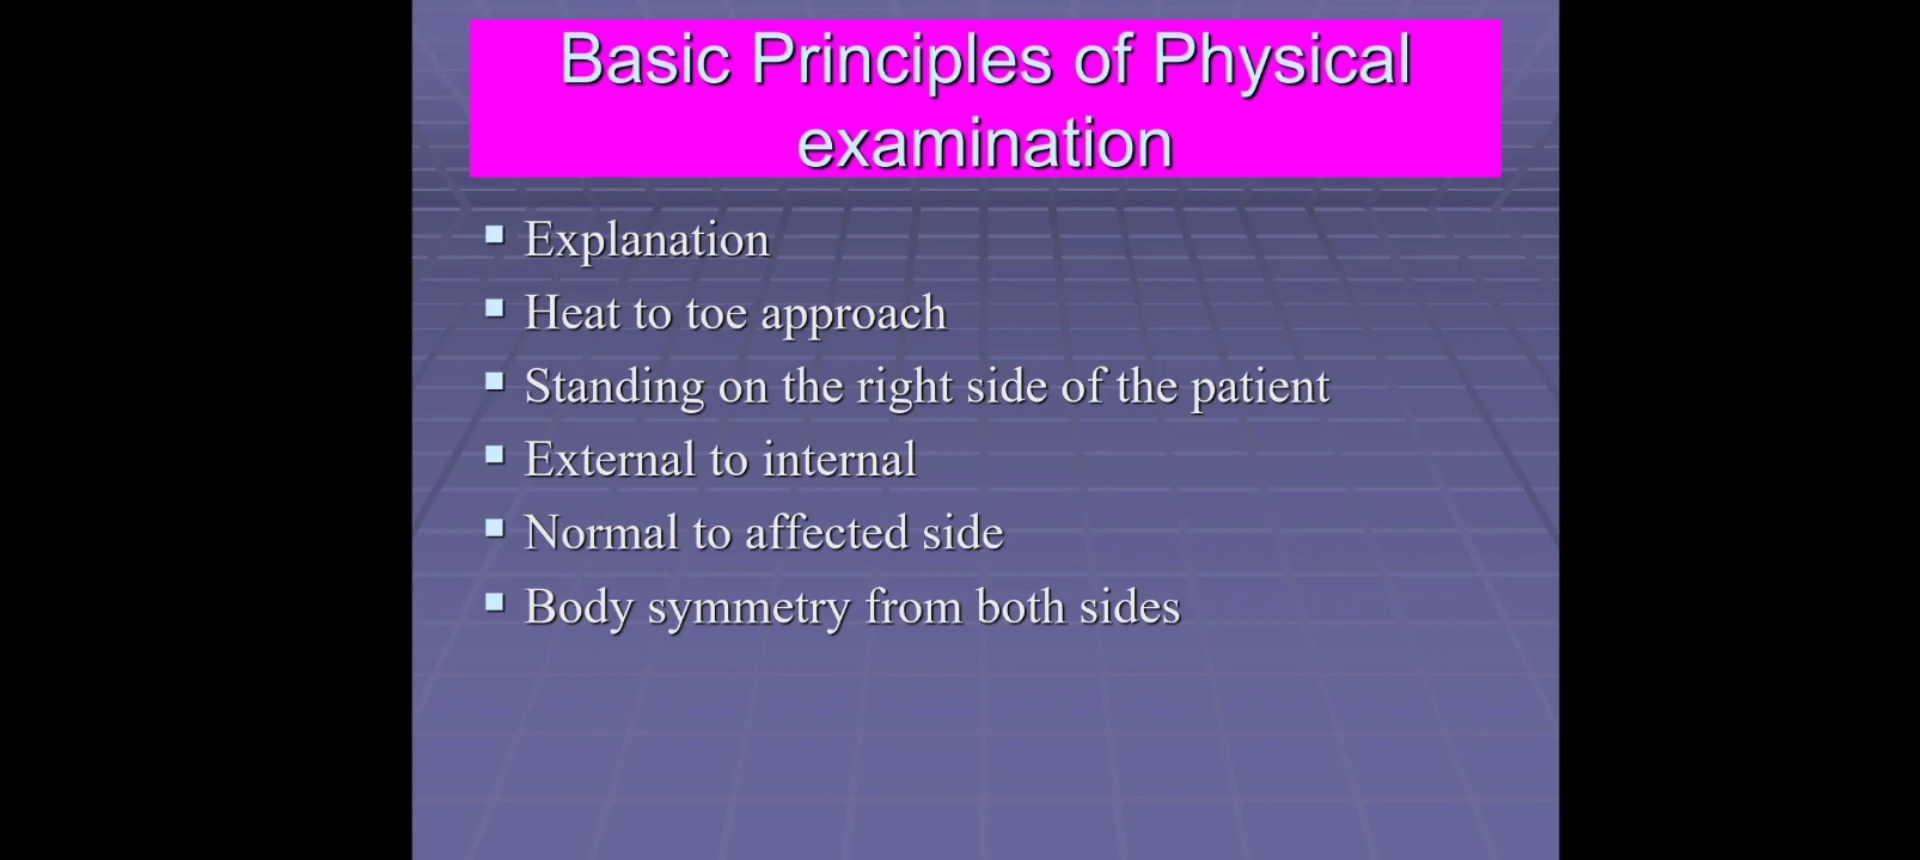 Basic Principles of Physical
examination
Explanation
Heat to toe approach
Standing on the right side of the patient
External to internal
Normal to affected side
Body symmetry from both sides